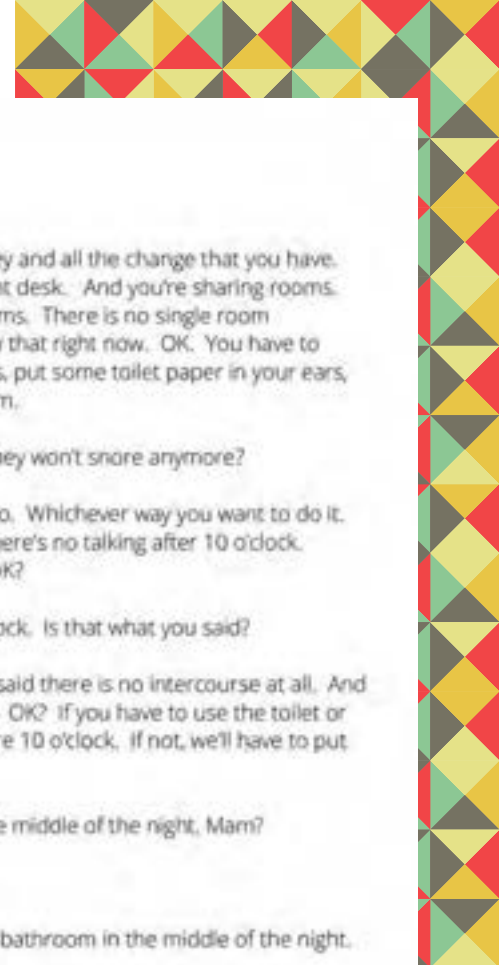 and all the change that you have.
desk. And you're sharing rooms.
There is no single room
that right now. OK. You have to
put some toilet paper in your ears,
won't snore anymore?
Whichever way you want to do it.
there's no talking after 10 o'clock.
OK?
Is that what you said?
said there is no intercourse at all. And
OK? If you have to use the toilet or
10 o'clock. If not, we'll have to put
middle of the night, Mam?
bathroom in the middle of the night.